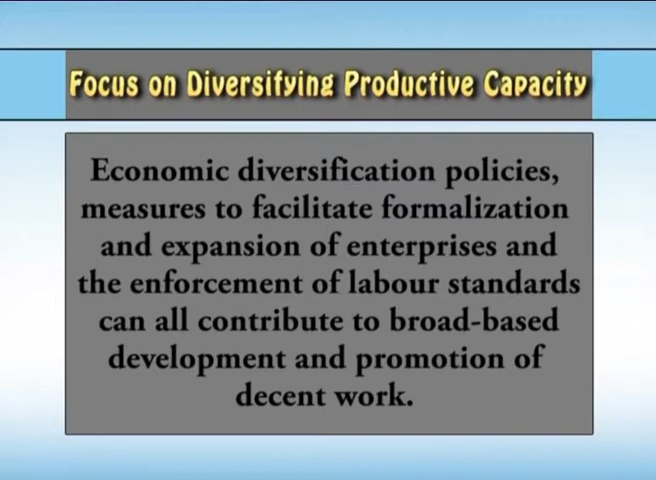 Focus on Diversifying Productive Capacity
Economic diversification policies,
measures to facilitate formalization
and expansion of enterprises and
the enforcement of labour standards
can all contribute to broad-based
development and promotion of
decent work.